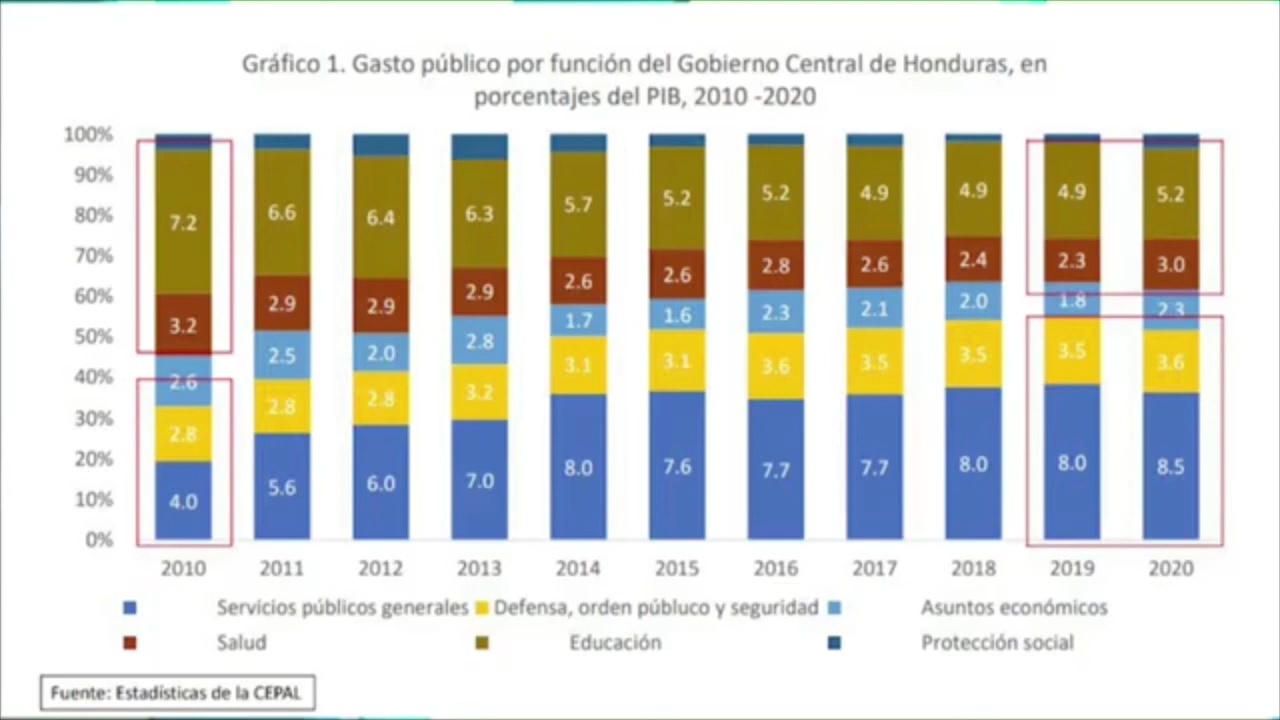 Gráfico 1. Gasto público por función del Gobierno Central de Honduras, en
porcentajes del PIB, 2010 -2020
100%
90%
80%
70%
60%
50%
40%
30%
20%
10%
0%
7.2 6.6 6.4 6.3 5.7 5.2 5.2 4.9 4.9 4.9 5.2
3.2 2.9 2.9 2.9 2.6 2.6 2.8 2.6 2.4 2.3 3.0
2.6 2.5 2.0 2.8 1.7 1.6 2.3 2.1 2.0 1.8 2.3
2.8 2.8 2.8 3.2 3.1 3.1 3.6 3.5 3.5 3.5 3.6
4.0 5.6 6.0 7.0 8.0 7.6 7.7 7.7 8.0 8.0 8.5
2010 2011 2012 2013 2014 2015 2016 2017 2018 2019 2020
Servicios públicos generales Defensa, orden públuco y seguridad Asuntos económicos
Salud Educación Protección social
Fuente: Estadísticas de la CEPAL